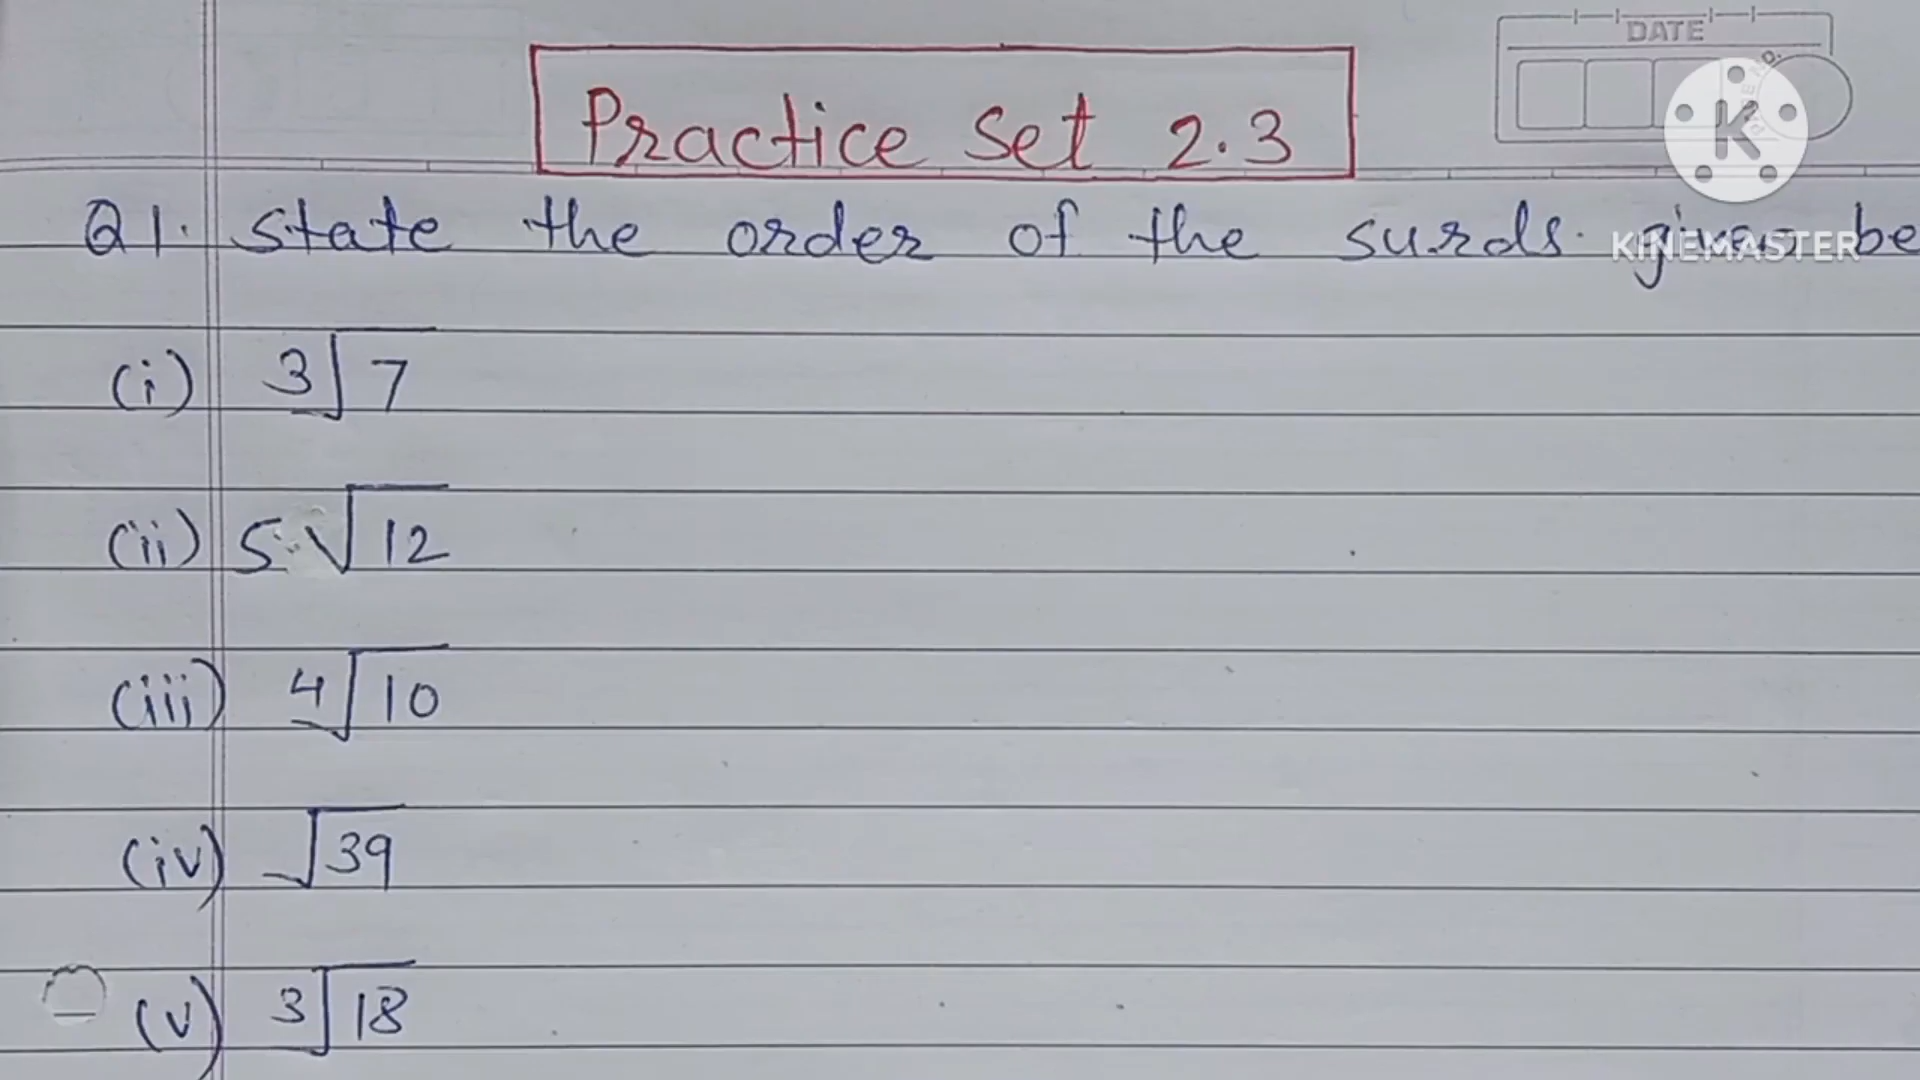 DATE
Practice Set 2.3
Q1. State the order of the surds. given be
KINEMASTER
(i) ³√7
(ii) 5√12
(iii) ⁴√10
(iv) √39
(v) ³√18